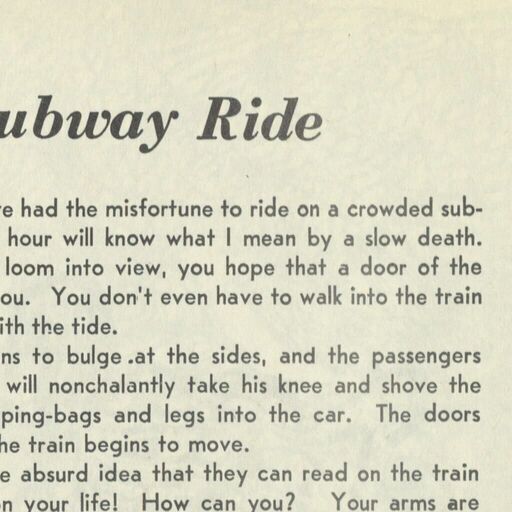 ubway Ride
e had the misfortune to ride on a crowded sub-
hour will know what I mean by a slow death.
loom into view, you hope that a door of the
ou. You don't even have to walk into the train
ith the tide.
ns to bulge .at the sides, and the passengers
will nonchalantly take his knee and shove the
ping-bags and legs into the car. The doors
he train begins to move.
e absurd idea that they can read on the train
n your life! How can you? Your arms are